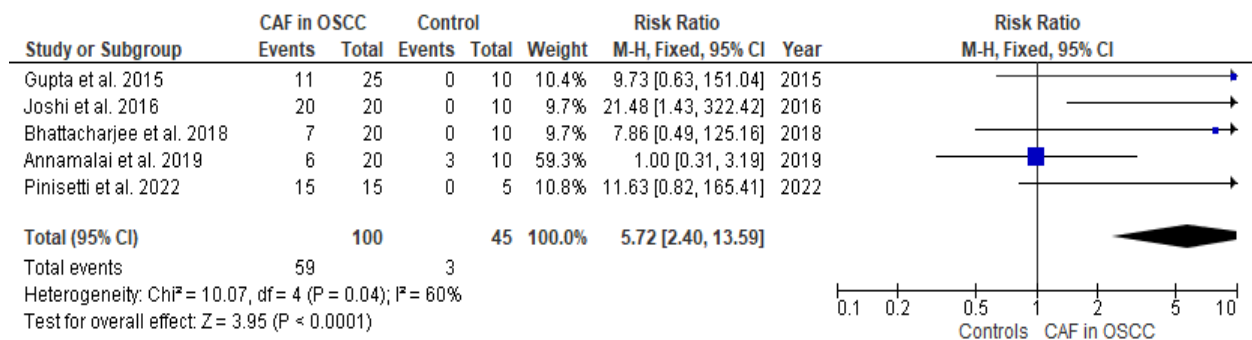 CAF in OSCC Control Risk Ratio Risk Ratio
Study or Subgroup Events Total Events Total Weight M-H, Fixed, 95% CI Year M-H, Fixed, 95% CI
Gupta et al. 2015 11 25 0 10 10.4% 9.73 [0.63, 151.04] 2015
Joshi et al. 2016 20 20 0 10 9.7% 21.48 [1.43, 322.42] 2016
Bhattacharjee et al. 2018 7 20 0 10 9.7% 7.86 [0.49, 125.16] 2018
Annamalai et al. 2019 6 20 3 10 59.3% 1.00 [0.31, 3.19] 2019
Pinisetti et al. 2022 15 15 0 5 10.8% 11.63 [0.82, 165.41] 2022
Total (95% CI) 100 45 100.0% 5.72 [2.40, 13.59]
Total events 59 3
Heterogeneity: Chi² = 10.07, df = 4 (P = 0.04); I² = 60%
Test for overall effect: Z = 3.95 (P < 0.0001)
0.1 0.2 0.5 1 2 5 10
Controls CAF in OSCC